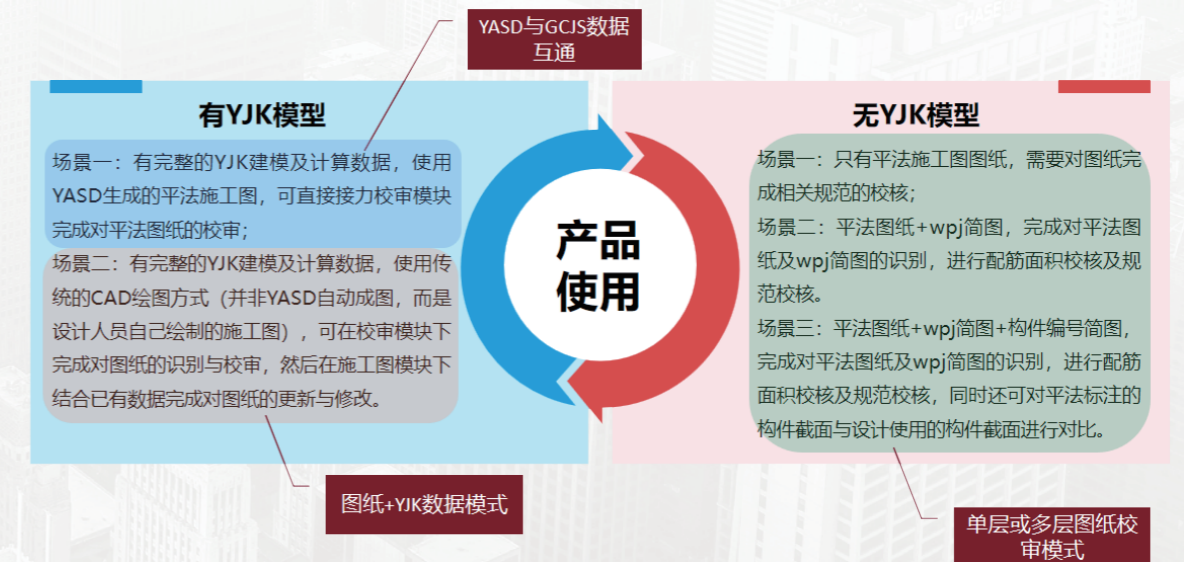 YASD与GCJS数据
互通
有YJK模型
场景一：有完整的YJK建模及计算数据，使用
YASD生成的平法施工图，可直接接力校审模块
完成对平法图纸的校审；
场景二：有完整的YJK建模及计算数据，使用传
统的CAD绘图方式（并非YASD自动成图，而是
设计人员自己绘制的施工图），可在校审模块下
完成对图纸的识别与校审，然后在施工图模块下
结合已有数据完成对图纸的更新与修改。
图纸+YJK数据模式
产品
使用
无YJK模型
场景一：只有平法施工图图纸，需要对图纸完
成相关规范的校核；
场景二：平法图纸+wpj简图，完成对平法图
纸及wpj简图的识别，进行配筋面积校核及规
范校核。
场景三：平法图纸+wpj简图+构件编号简图，
完成对平法图纸及wpj简图的识别，进行配筋
面积校核及规范校核，同时还可对平法标注的
构件截面与设计使用的构件截面进行对比。
单层或多层图纸校
审模式